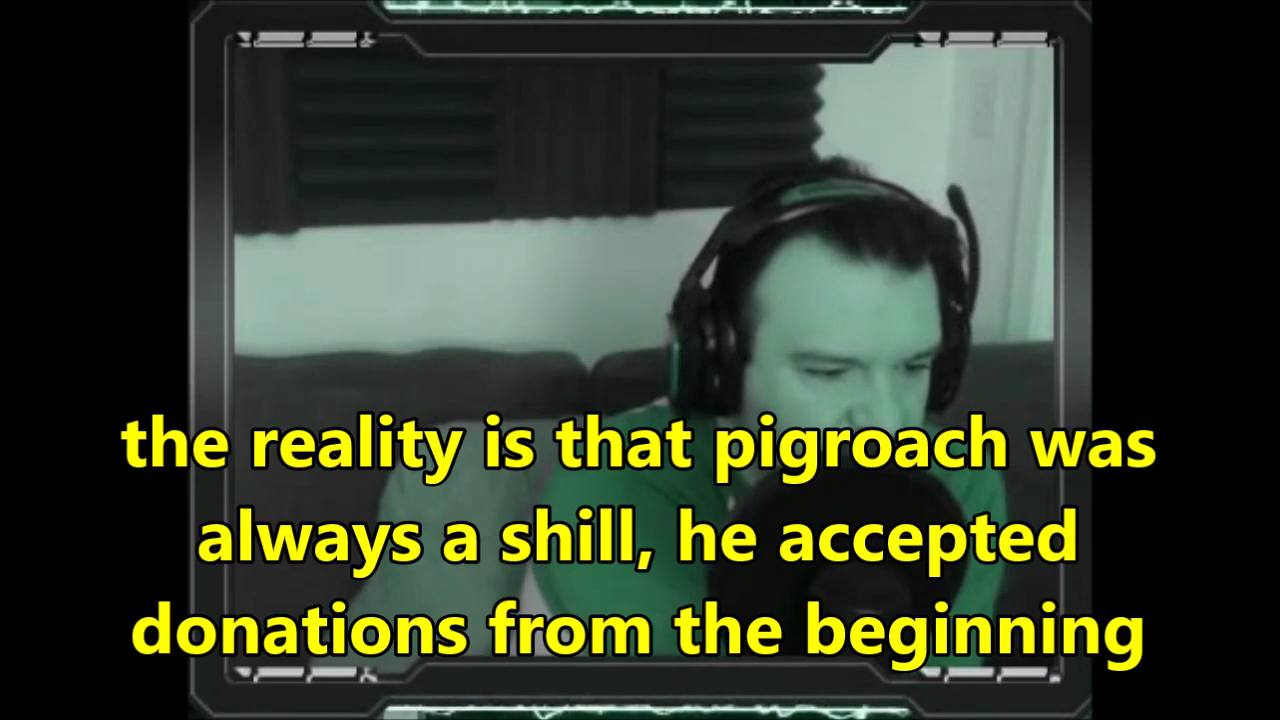 the reality is that pigroach was
always a shill, he accepted
donations from the beginning